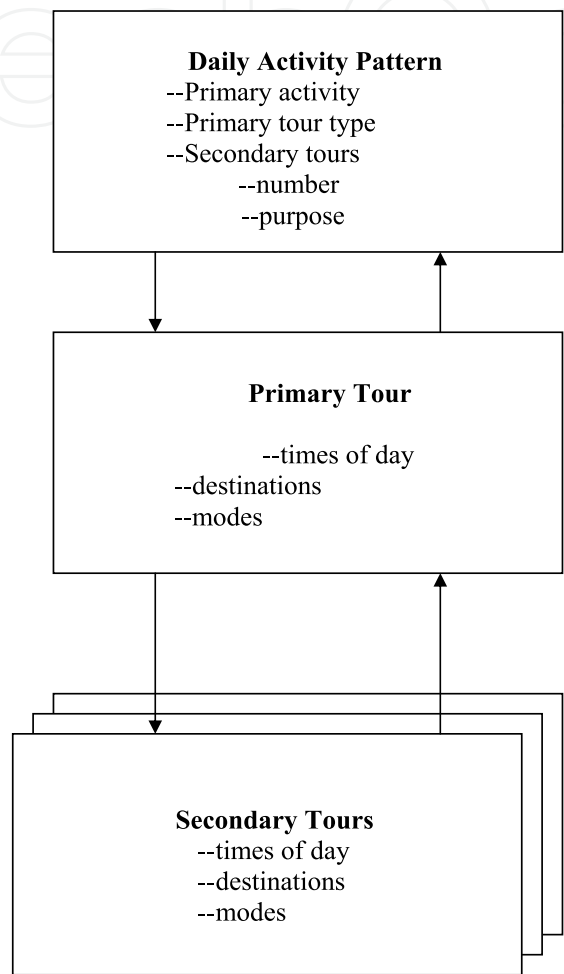 Daily Activity Pattern
--Primary activity
--Primary tour type
--Secondary tours
--number
--purpose
Primary Tour
--times of day
--destinations
--modes
Secondary Tours
--times of day
--destinations
--modes